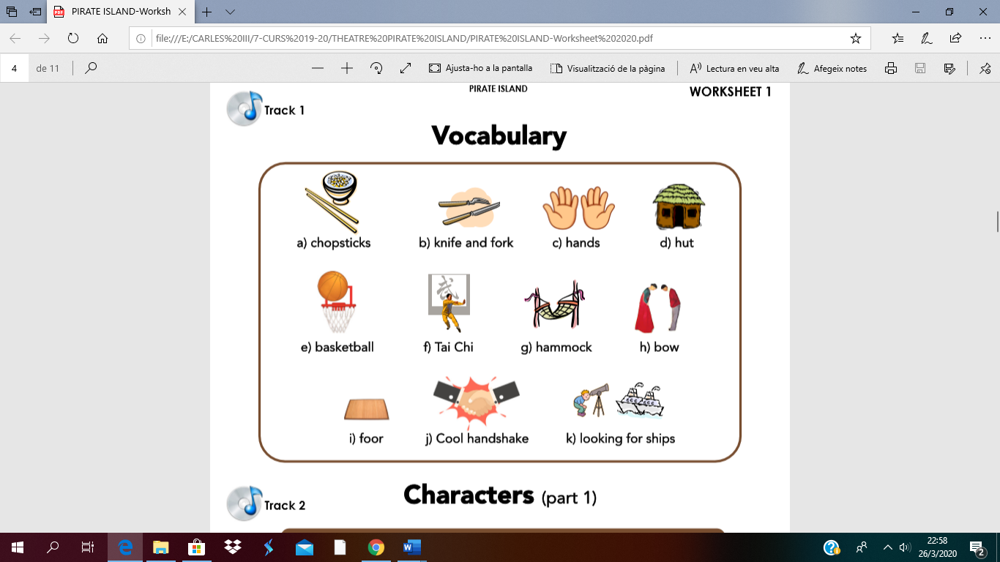 PIRATE ISLAND-Worksh
file:///E:/CARLES%20III/7-CURS%2019-20/THEATRE%20PIRATE%20ISLAND/PIRATE%20ISLAND-Worksheet%202020.pdf
4 de 11 Ajusta-ho a la pantalla Visualització de la pàgina Lectura en veu alta Afegeix notes
PIRATE ISLAND WORKSHEET 1
Track 1
Vocabulary
a) chopsticks b) knife and fork c) hands d) hut
武
e) basketball f) Tai Chi g) hammock h) bow
i) foor j) Cool handshake k) looking for ships
Characters (part 1)
Track 2
22:58
26/3/2020
2